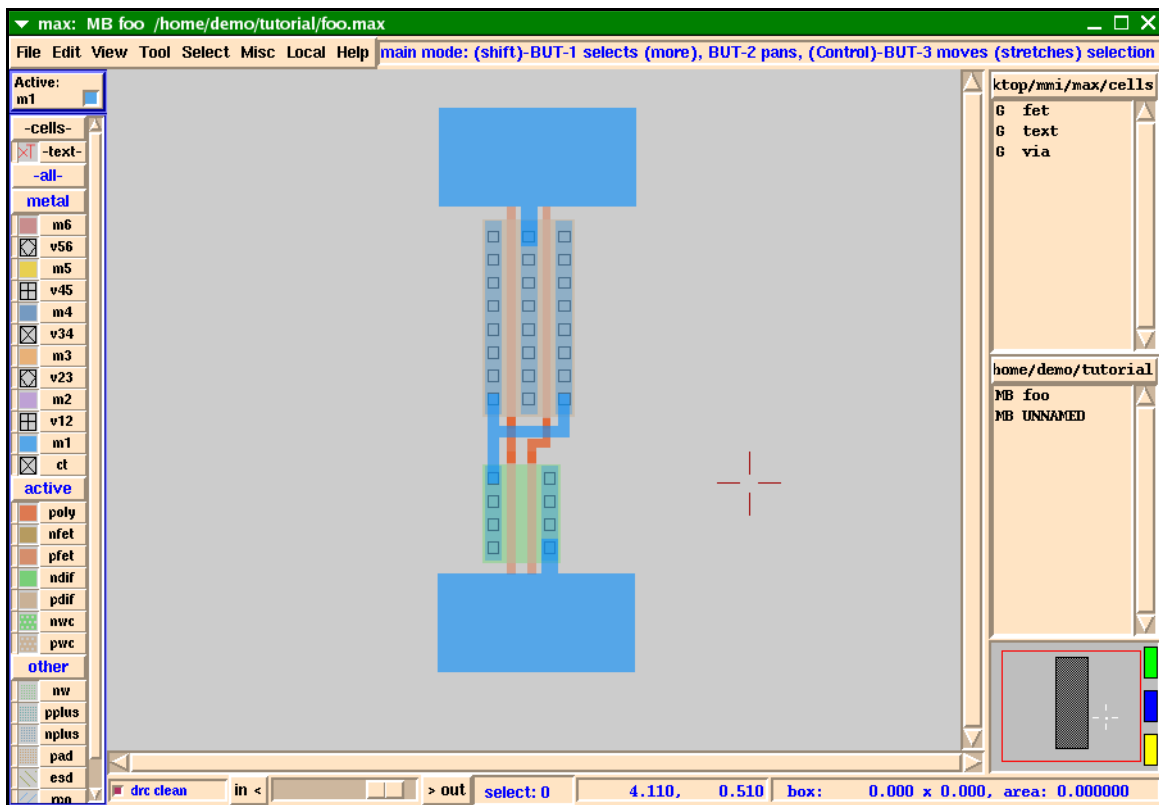 max: MB foo /home/demo/tutorial/foo.max
File Edit View Tool Select Misc Local Help
main mode: (shift)-BUT-1 selects (more), BUT-2 pans, (Control)-BUT-3 moves (stretches) selection
Active:
m1
-cells-
-text-
-all-
metal
m6
v56
m5
v45
m4
v34
m3
v23
m2
v12
m1
ct
active
poly
nfet
pfet
ndif
pdif
nwc
pwc
other
nw
pplus
nplus
pad
esd
ktop/mmi/max/cells
G fet
G text
G via
home/demo/tutorial
MB foo
MB UNNAMED
drc clean
in <
> out
select: 0
4.110, 0.510
box: 0.000 x 0.000, area: 0.000000